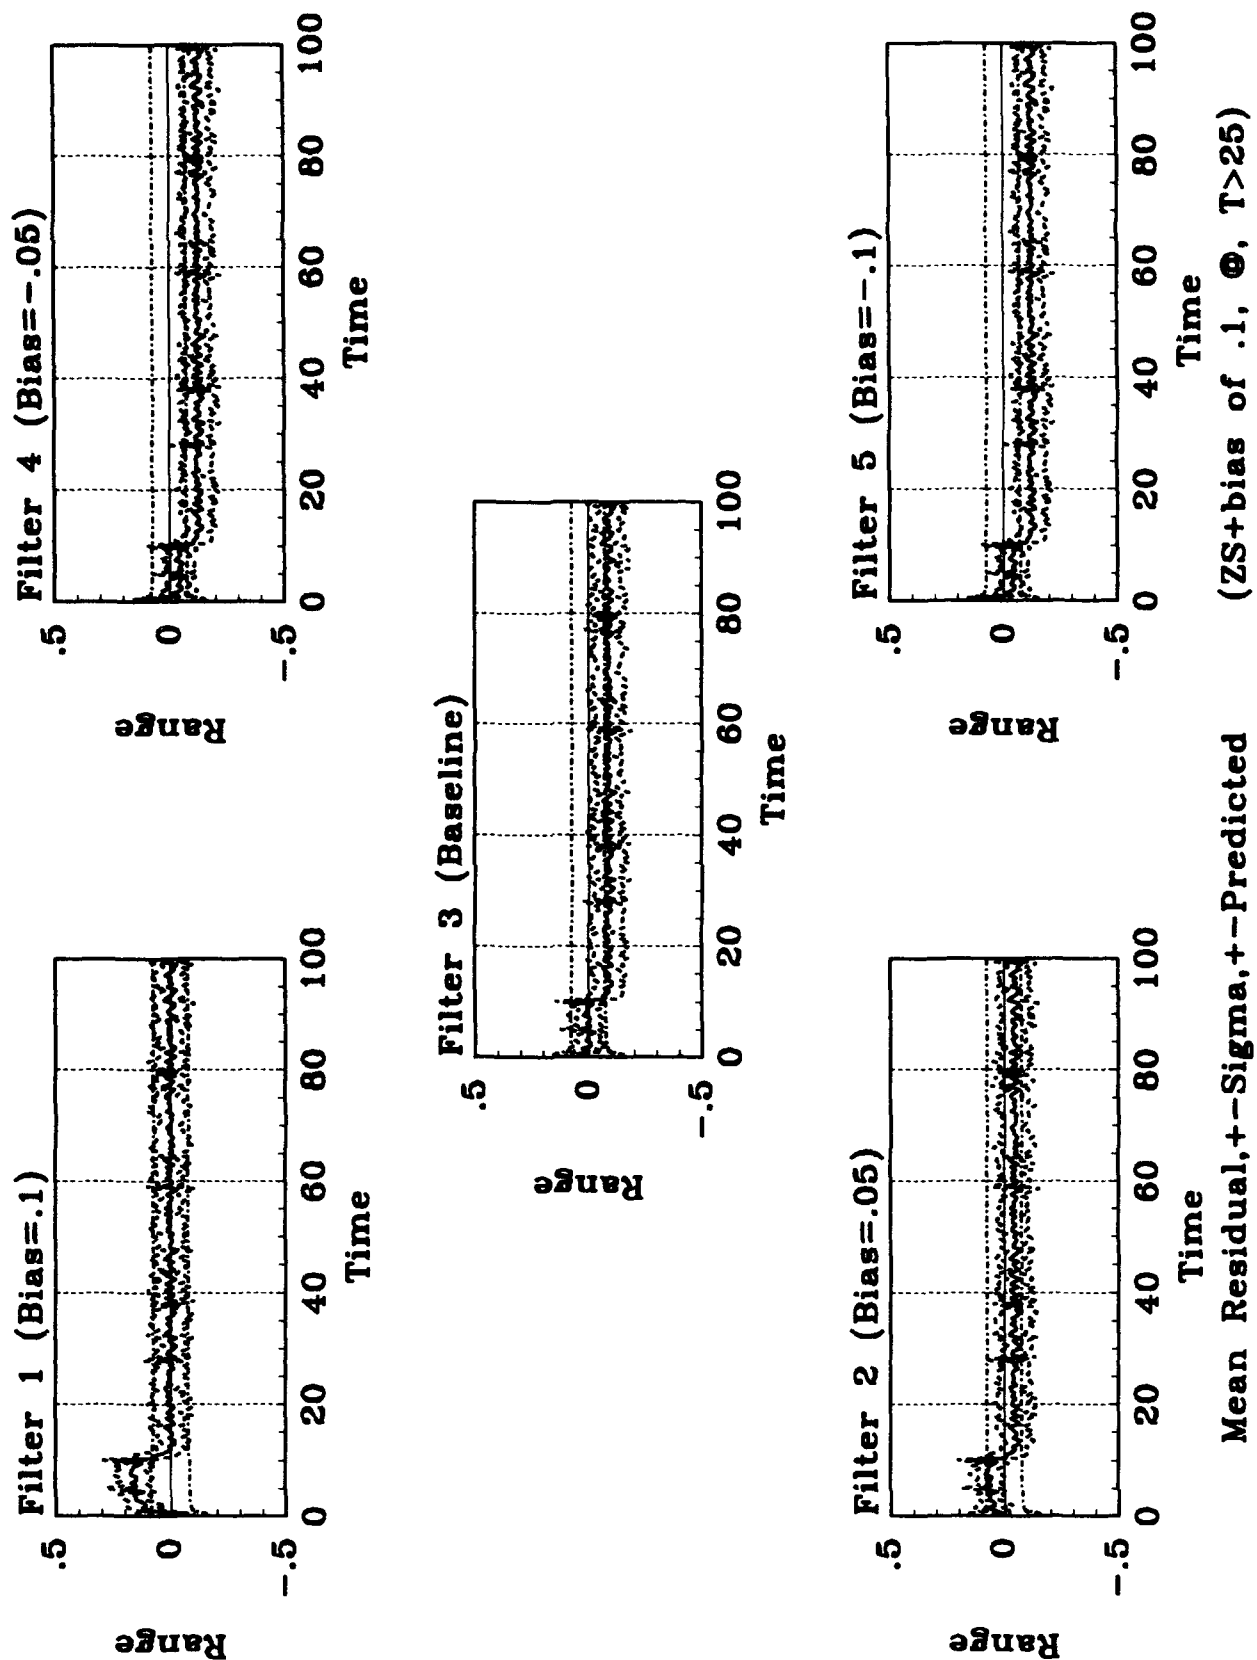 Filter 1 (Bias=.1)
.5
0
-.5
Range
0 20 40 60 80 100
Time
Filter 4 (Bias=-.05)
.5
0
-.5
Range
0 20 40 60 80 100
Time
Filter 3 (Baseline)
.5
0
-.5
Range
0 20 40 60 80 100
Time
Filter 2 (Bias=.05)
.5
0
-.5
Range
0 20 40 60 80 100
Time
Filter 5 (Bias=-.1)
.5
0
-.5
Range
0 20 40 60 80 100
Time
Mean Residual,+-Sigma,+-Predicted (ZS+bias of .1, @, T>25)